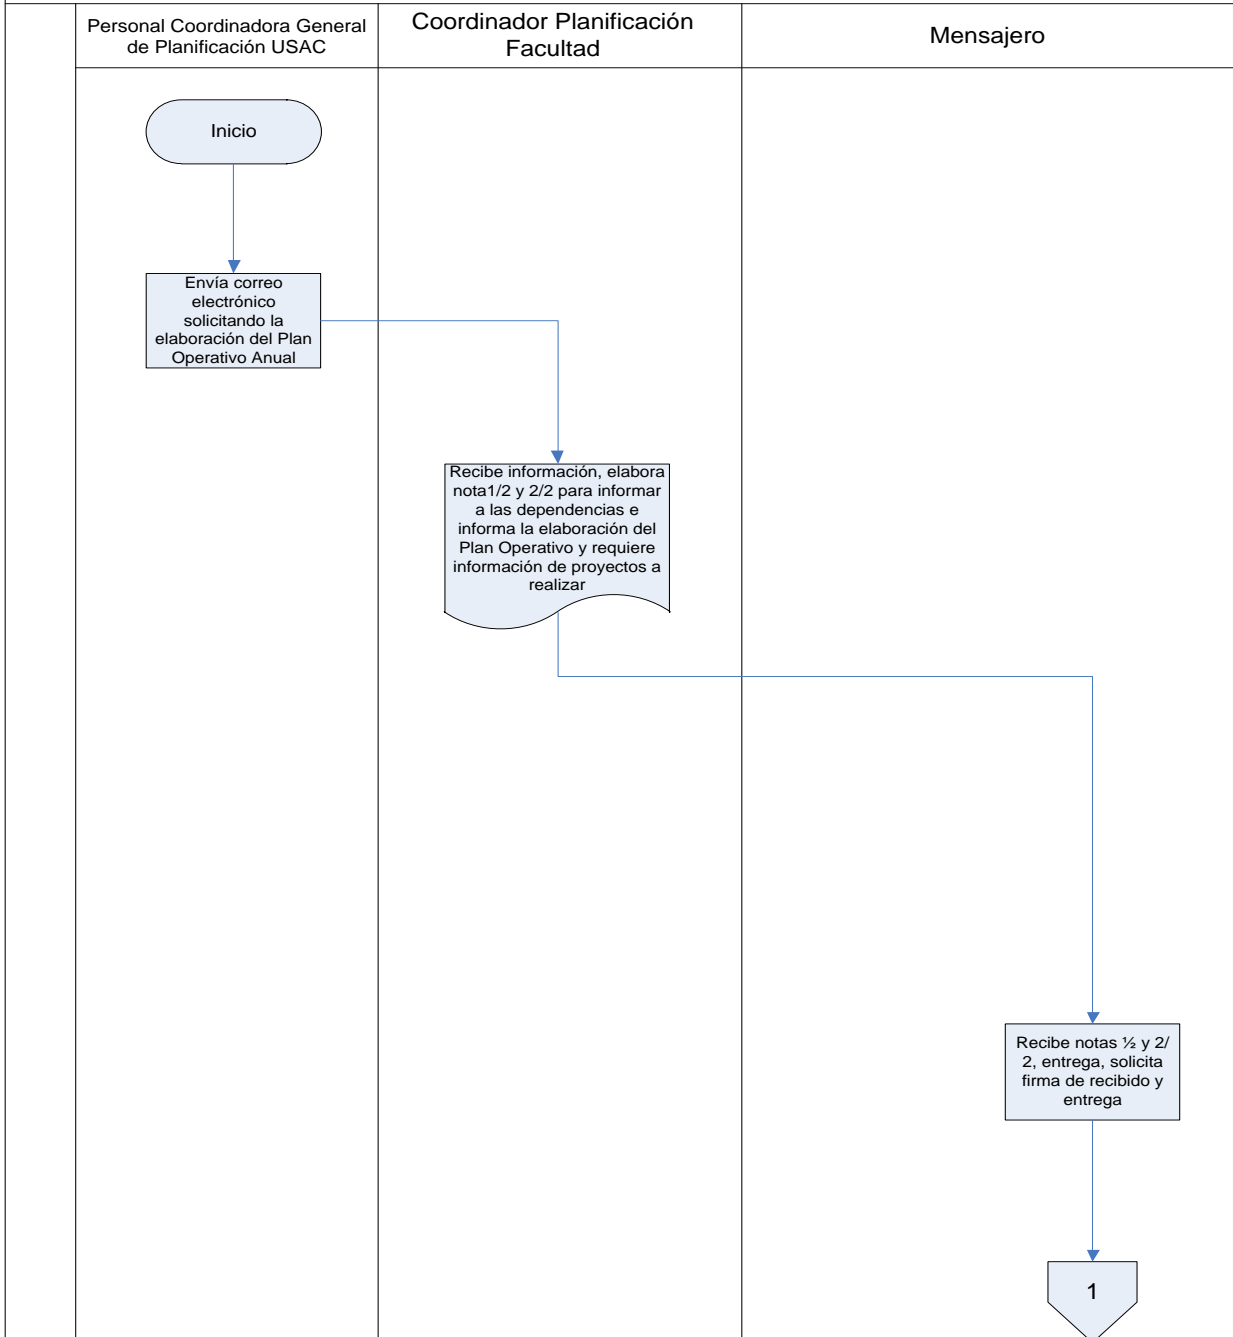 Personal Coordinadora General
de Planificación USAC
Coordinador Planificación
Facultad
Mensajero
Inicio
Envía correo
electrónico
solicitando la
elaboración del Plan
Operativo Anual
Recibe información, elabora
nota1/2 y 2/2 para informar
a las dependencias e
informa la elaboración del
Plan Operativo y requiere
información de proyectos a
realizar
Recibe notas ½ y 2/
2, entrega, solicita
firma de recibido y
entrega
1